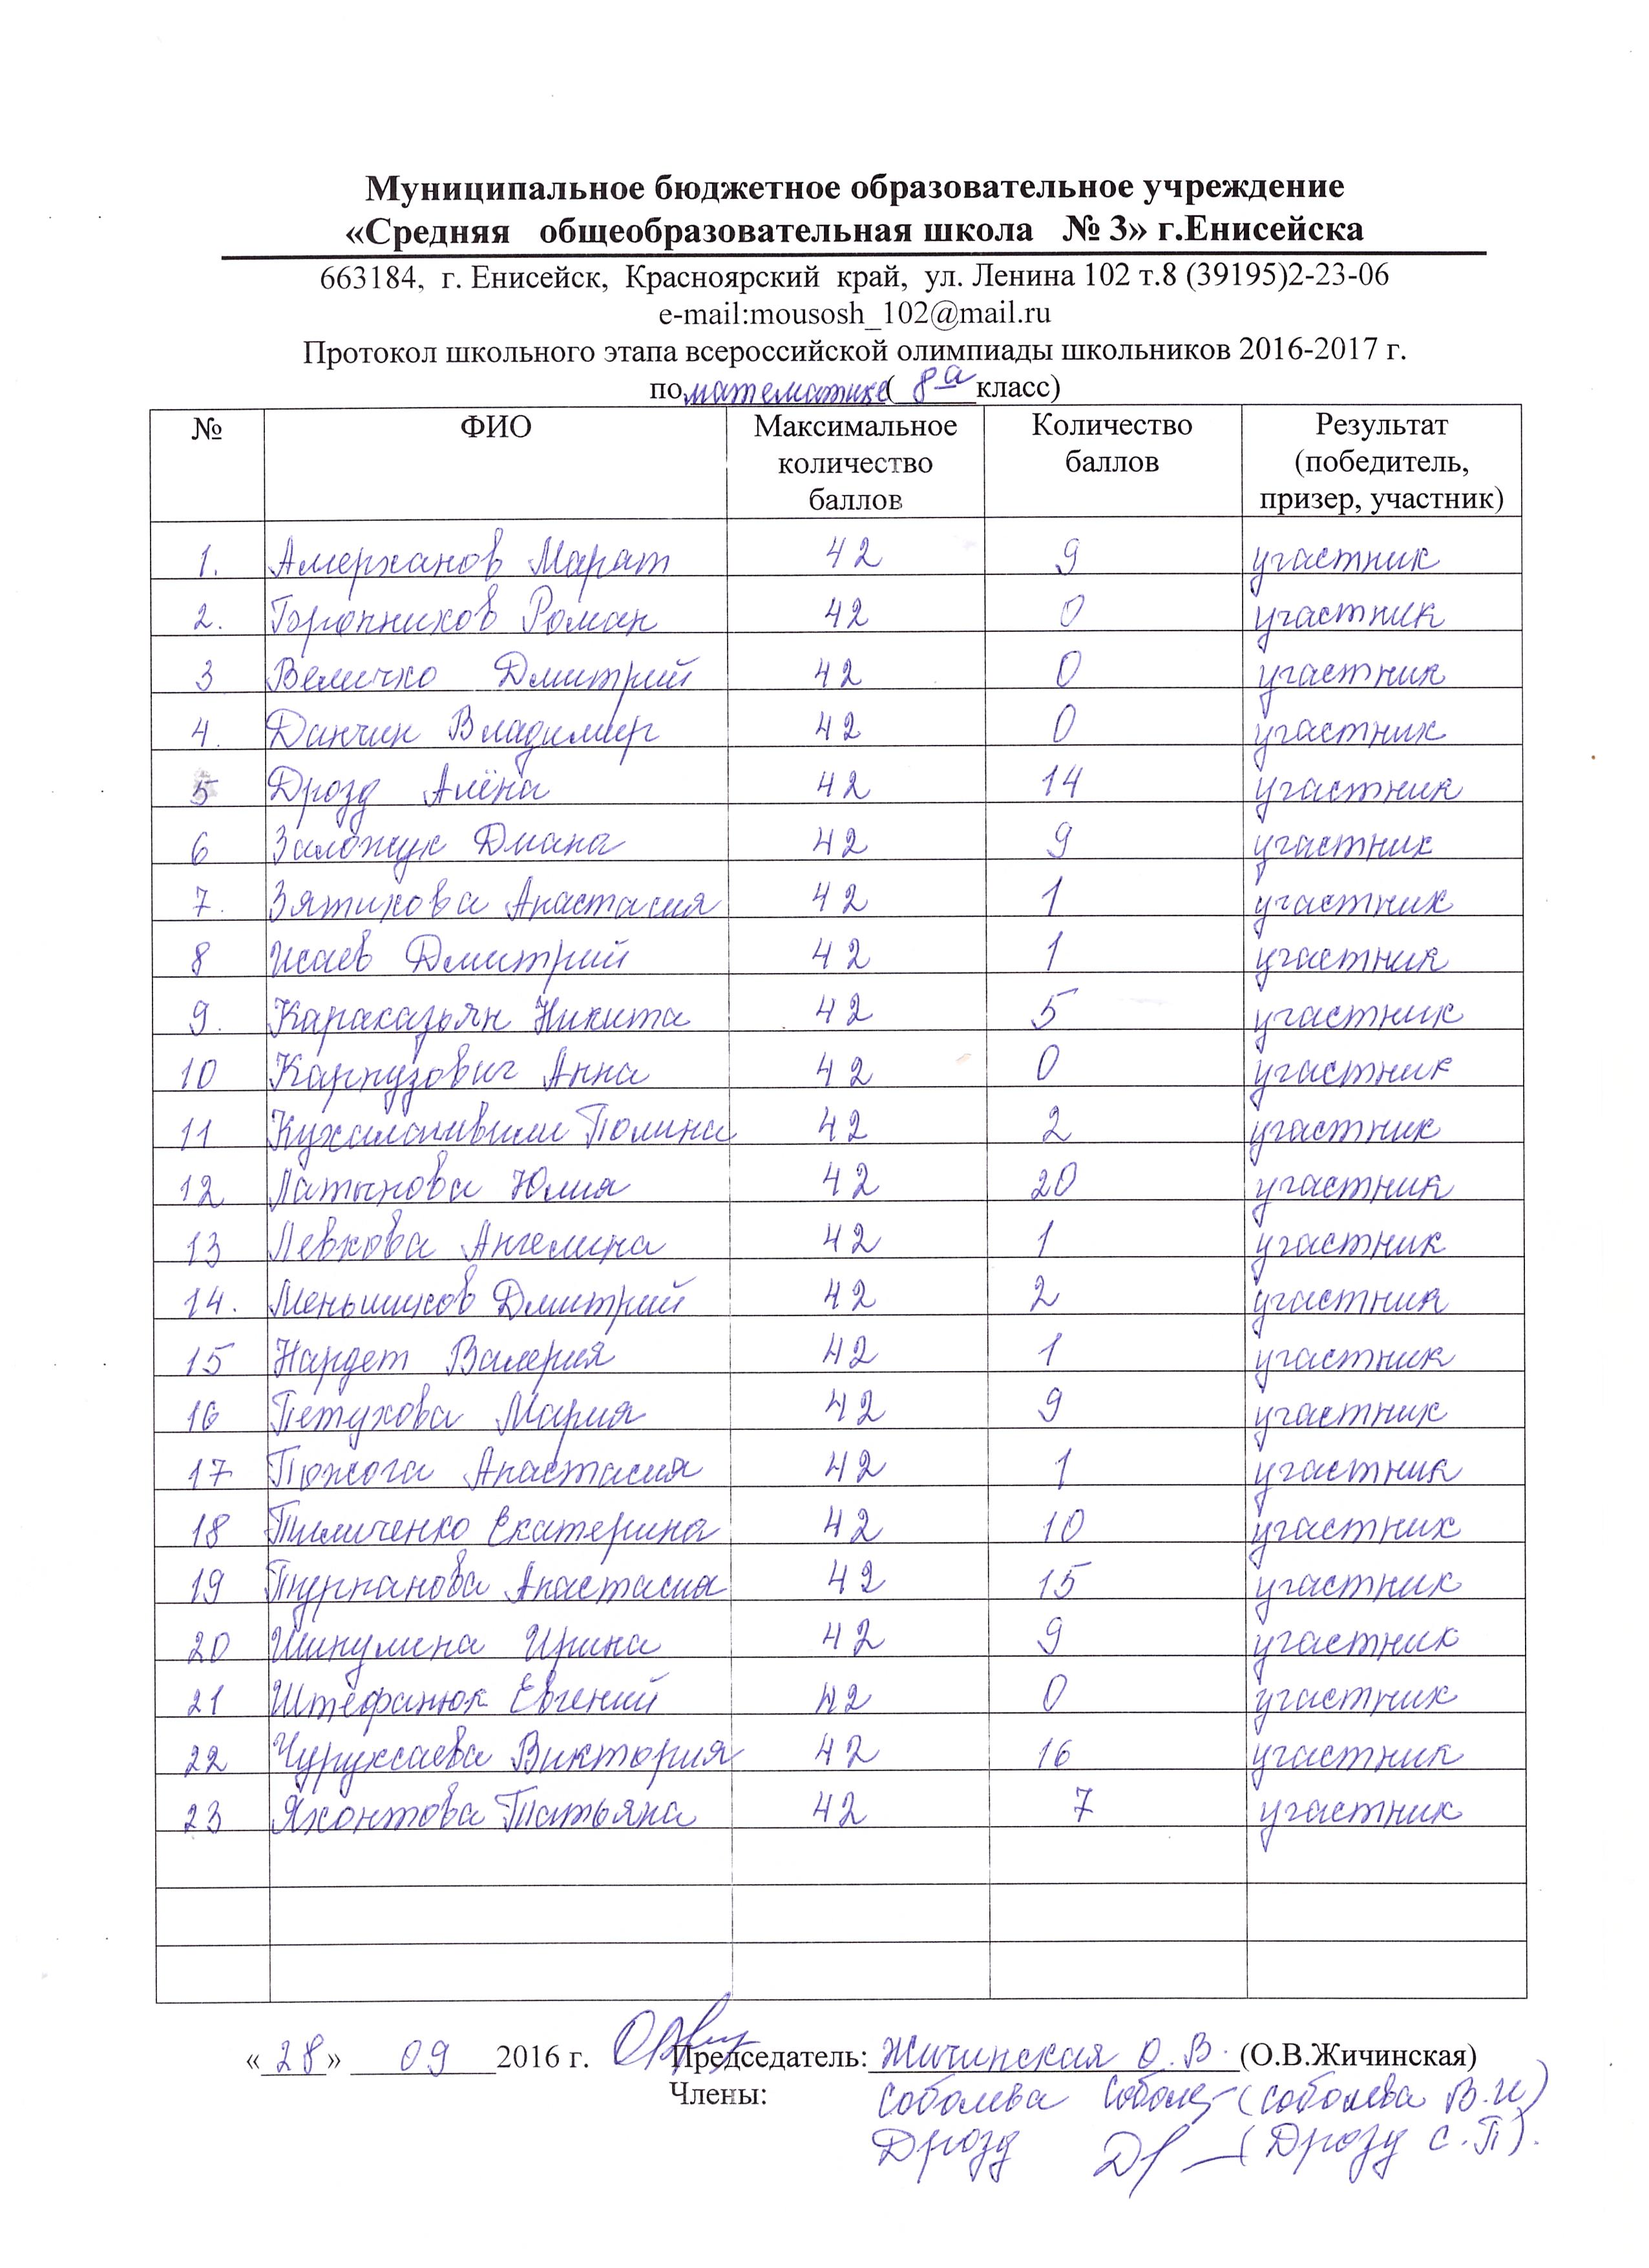 Муниципальное бюджетное образовательное учреждение
«Средняя общеобразовательная школа № 3» г.Енисейска
663184, г. Енисейск, Красноярский край, ул. Ленина 102 т.8 (39195)2-23-06
e-mail:mousosh_102@mail.ru
Протокол школьного этапа всероссийской олимпиады школьников 2016-2017 г.
по математике( 8а класс)
№ ФИО Максимальное количество баллов Количество баллов Результат (победитель, призер, участник)
1. Амерханов Марат 42 9 участник
2. Роман 42 0 участник
3 Величко Дмитрий 42 0 участник
4. Данчин Владимир 42 0 участник
5 Дрозд Алёна 42 14 участник
6 Заложук Диана 42 9 участник
7. Зятикова Анастасия 42 1 участник
8 Исаев Дмитрий 42 1 участник
9. Караказьян Никита 42 5 участник
10 Карпузович Анна 42 0 участник
11 Полина 42 2 участник
12 Латынова Юлия 42 20 участник
13 Левкова Ангелина 42 1 участник
14. Меньшиков Дмитрий 42 2 участник
15 Нардет Валерия 42 1 участник
16 Петухова Мария 42 9 участник
17 Пожога Анастасия 42 1 участник
18 Тиличенко Екатерина 42 10 участник
19 Турпанова Анастасия 42 15 участник
20 Шинулина Ирина 42 9 участник
21 Штефанюк Евгений 42 0 участник
22 Чуруксаева Виктория 42 16 участник
23 Яхонтова Татьяна 42 7 участник
«28» 09 2016 г. Председатель: Жичинская О.В. (О.В.Жичинская)
Члены: Соболева (Соболева В.И)
Дрозд (Дрозд С.П).